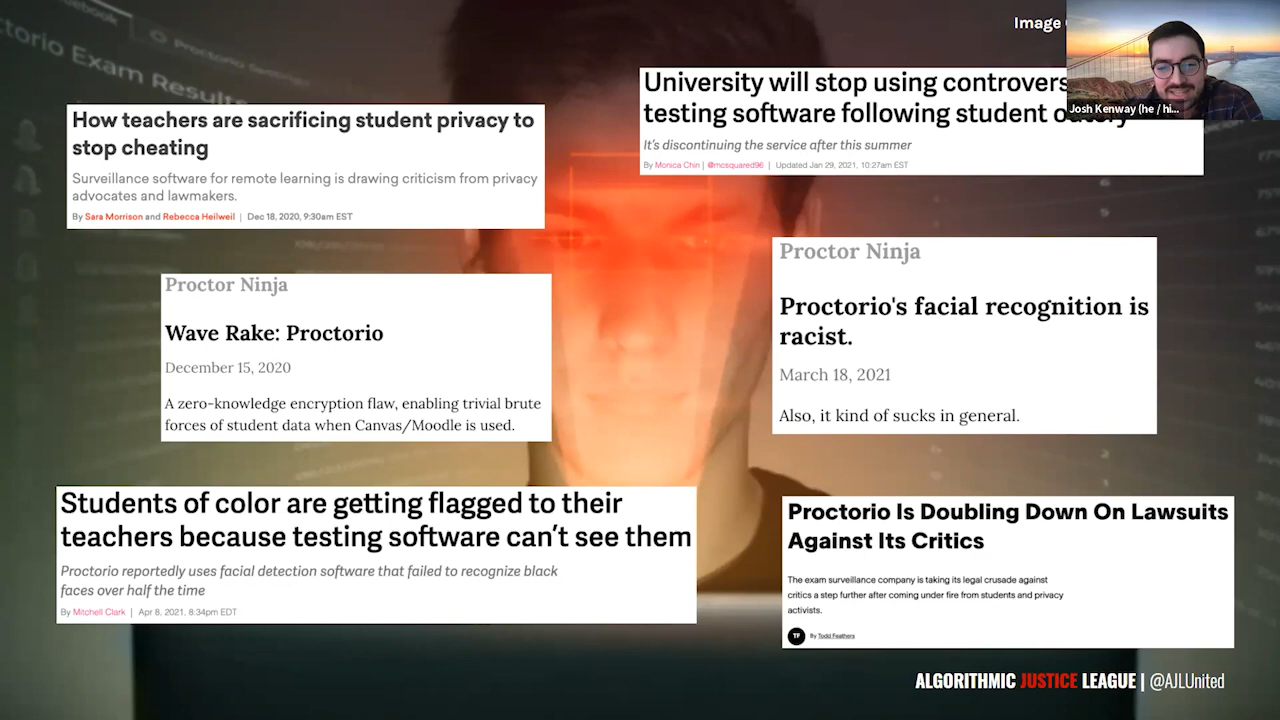 Image
Josh Kenway (he / hi...
How teachers are sacrificing student privacy to
stop cheating
Surveillance software for remote learning is drawing criticism from privacy
advocates and lawmakers.
By Sara Morrison and Rebecca Heilweil | Dec 18, 2020, 9:30am EST
University will stop using
testing software following student
It's discontinuing the service after this summer
By Monica Chin | @mcsquared96 | Updated Jan 29, 2021, 10:27am EST
Proctor Ninja
Wave Rake: Proctorio
December 15, 2020
A zero-knowledge encryption flaw, enabling trivial brute
forces of student data when Canvas/Moodle is used.
Proctor Ninja
Proctorio's facial recognition is
racist.
March 18, 2021
Also, it kind of sucks in general.
Students of color are getting flagged to their
teachers because testing software can't see them
Proctorio reportedly uses facial detection software that failed to recognize black
faces over half the time
By Mitchell Clark | Apr 8, 2021, 8:34pm EDT
Proctorio Is Doubling Down On Lawsuits
Against Its Critics
The exam surveillance company is taking its legal crusade against
critics a step further after coming under fire from students and privacy
activists.
TF By Todd Feathers
ALGORITHMIC JUSTICE LEAGUE | @AJLUnited
Exam Results